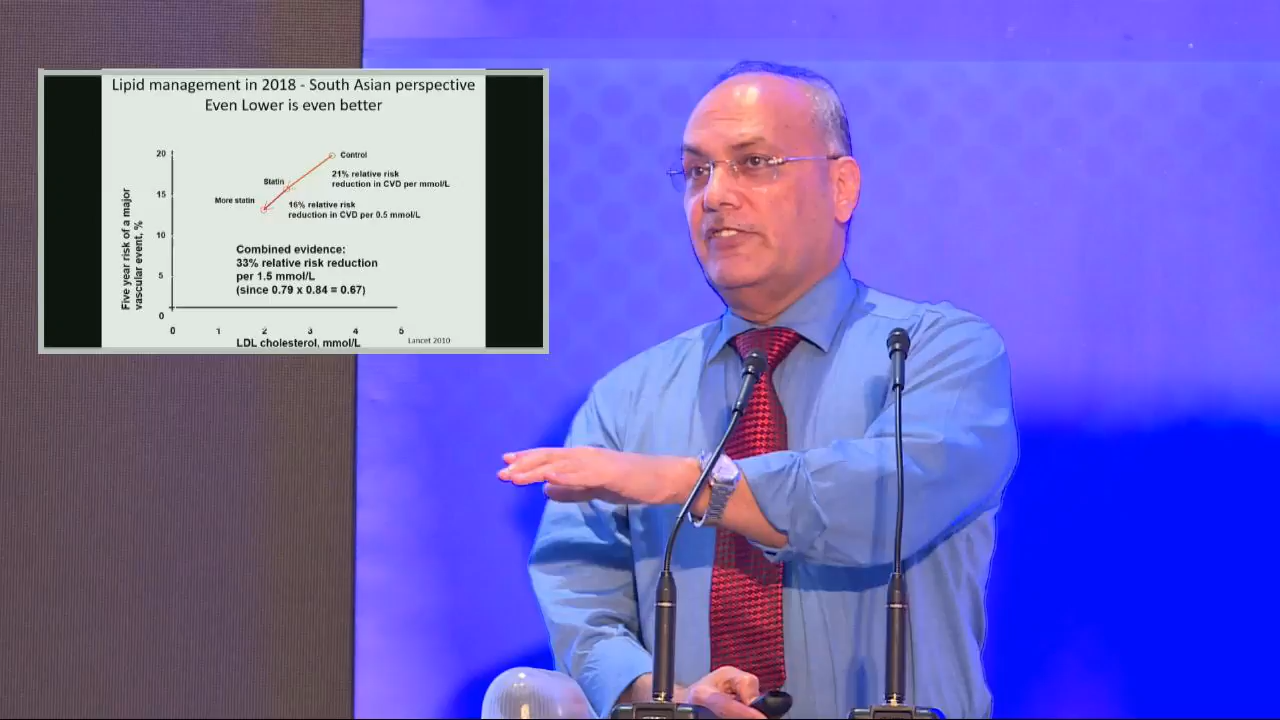 Lipid management in 2018 - South Asian perspective
Even Lower is even better
Five year risk of a major
vascular event, %
20
15
10
5
0
Control
Statin
21% relative risk
reduction in CVD per mmol/L
More statin
16% relative risk
reduction in CVD per 0.5 mmol/L
Combined evidence:
33% relative risk reduction
per 1.5 mmol/L
(since 0.79 x 0.84 = 0.67)
0 1 2 3 4 5
LDL cholesterol, mmol/L
Lancet 2010